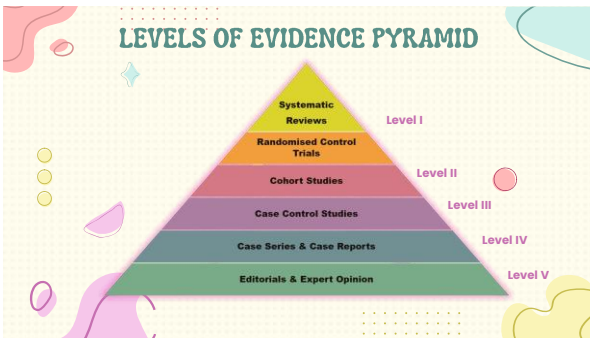 LEVELS OF EVIDENCE PYRAMID
Systematic
Reviews
Level I
Randomised Control
Trials
Level II
Cohort Studies
Level III
Case Control Studies
Level IV
Case Series & Case Reports
Level V
Editorials & Expert Opinion